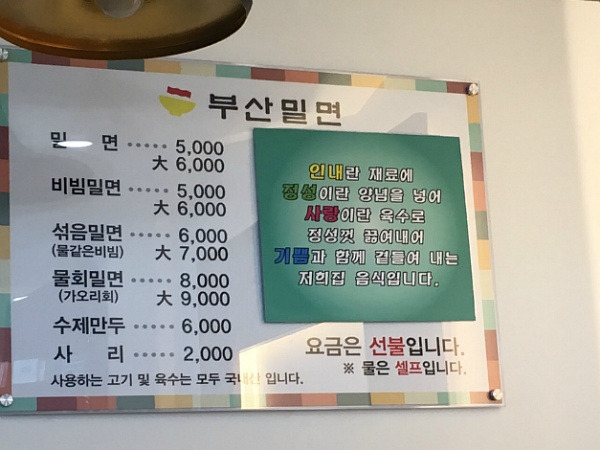 부산밀면
밀 면 ····· 5,000
大 6,000
비빔밀면 ····· 5,000
大 6,000
섞음밀면 ····· 6,000
(물같은비빔) 大 7,000
물회밀면 ····· 8,000
(가오리회) 大 9,000
수제만두 ····· 6,000
사 리 ····· 2,000
사용하는 고기 및 육수는 모두 국내산 입니다.
인내란 재료에
정성이란 양념을 넣어
사랑이란 육수로
정성껏 끓여내어
기쁨과 함께 곁들여 내는
저희집 음식입니다.
요금은 선불입니다.
※ 물은 셀프입니다.